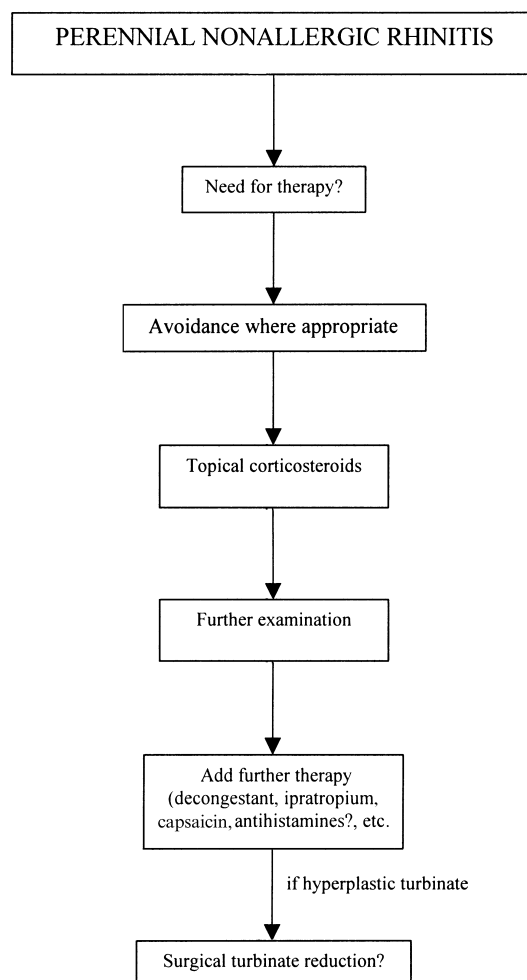 PERENNIAL NONALLERGIC RHINITIS
Need for therapy?
Avoidance where appropriate
Topical corticosteroids
Further examination
Add further therapy
(decongestant, ipratropium,
capsaicin, antihistamines?, etc.
if hyperplastic turbinate
Surgical turbinate reduction?